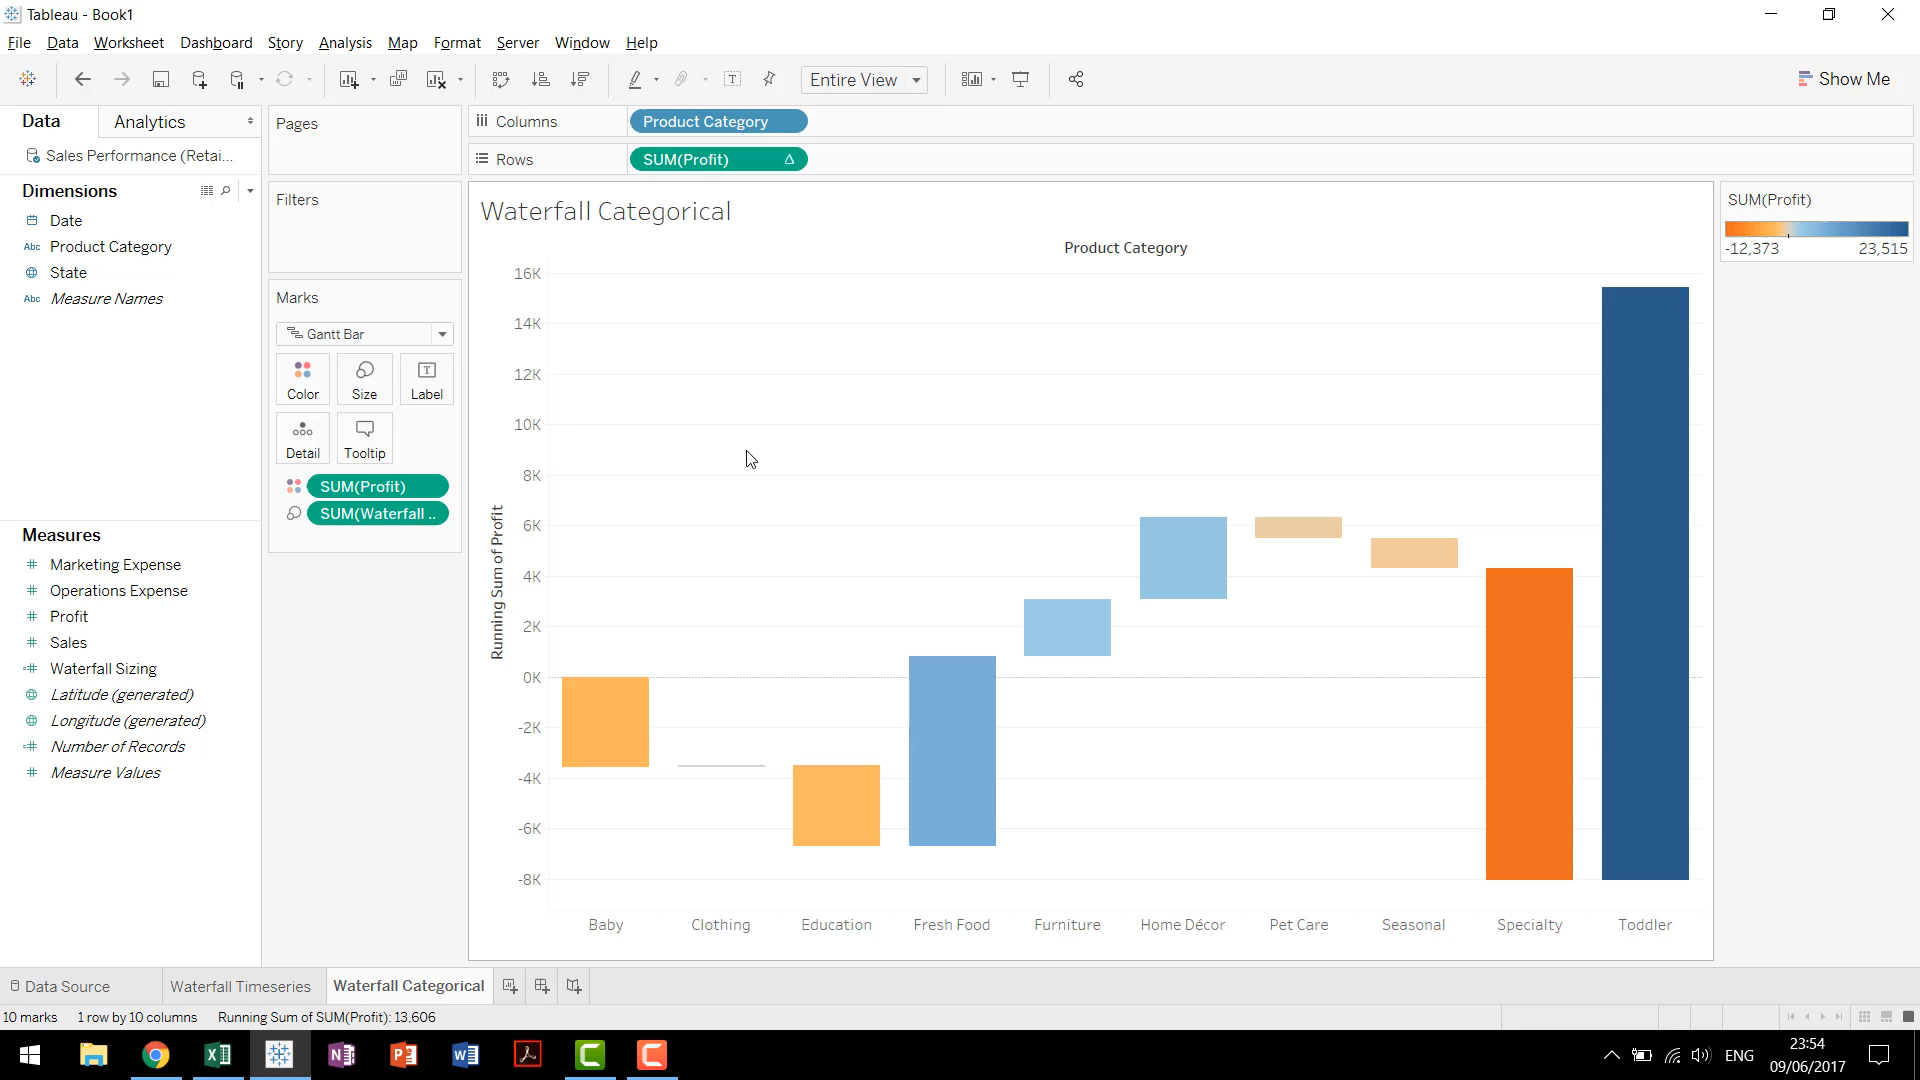 Tableau - Book1
File Data Worksheet Dashboard Story Analysis Map Format Server Window Help
Entire View
Show Me
Data
Analytics
Sales Performance (Retai...
Dimensions
Date
Abc Product Category
State
Abc Measure Names
Measures
Marketing Expense
Operations Expense
Profit
Sales
Waterfall Sizing
Latitude (generated)
Longitude (generated)
Number of Records
Measure Values
Pages
Filters
Marks
Gantt Bar
Color Size Label
Detail Tooltip
SUM(Profit)
SUM(Waterfall ..
Columns Product Category
Rows SUM(Profit) Δ
Waterfall Categorical
Product Category
Running Sum of Profit
16K
14K
12K
10K
8K
6K
4K
2K
0K
-2K
-4K
-6K
-8K
Baby Clothing Education Fresh Food Furniture Home Décor Pet Care Seasonal Specialty Toddler
SUM(Profit)
-12,373 23,515
Data Source Waterfall Timeseries Waterfall Categorical
10 marks 1 row by 10 columns Running Sum of SUM(Profit): 13,606
ENG
23:54
09/06/2017